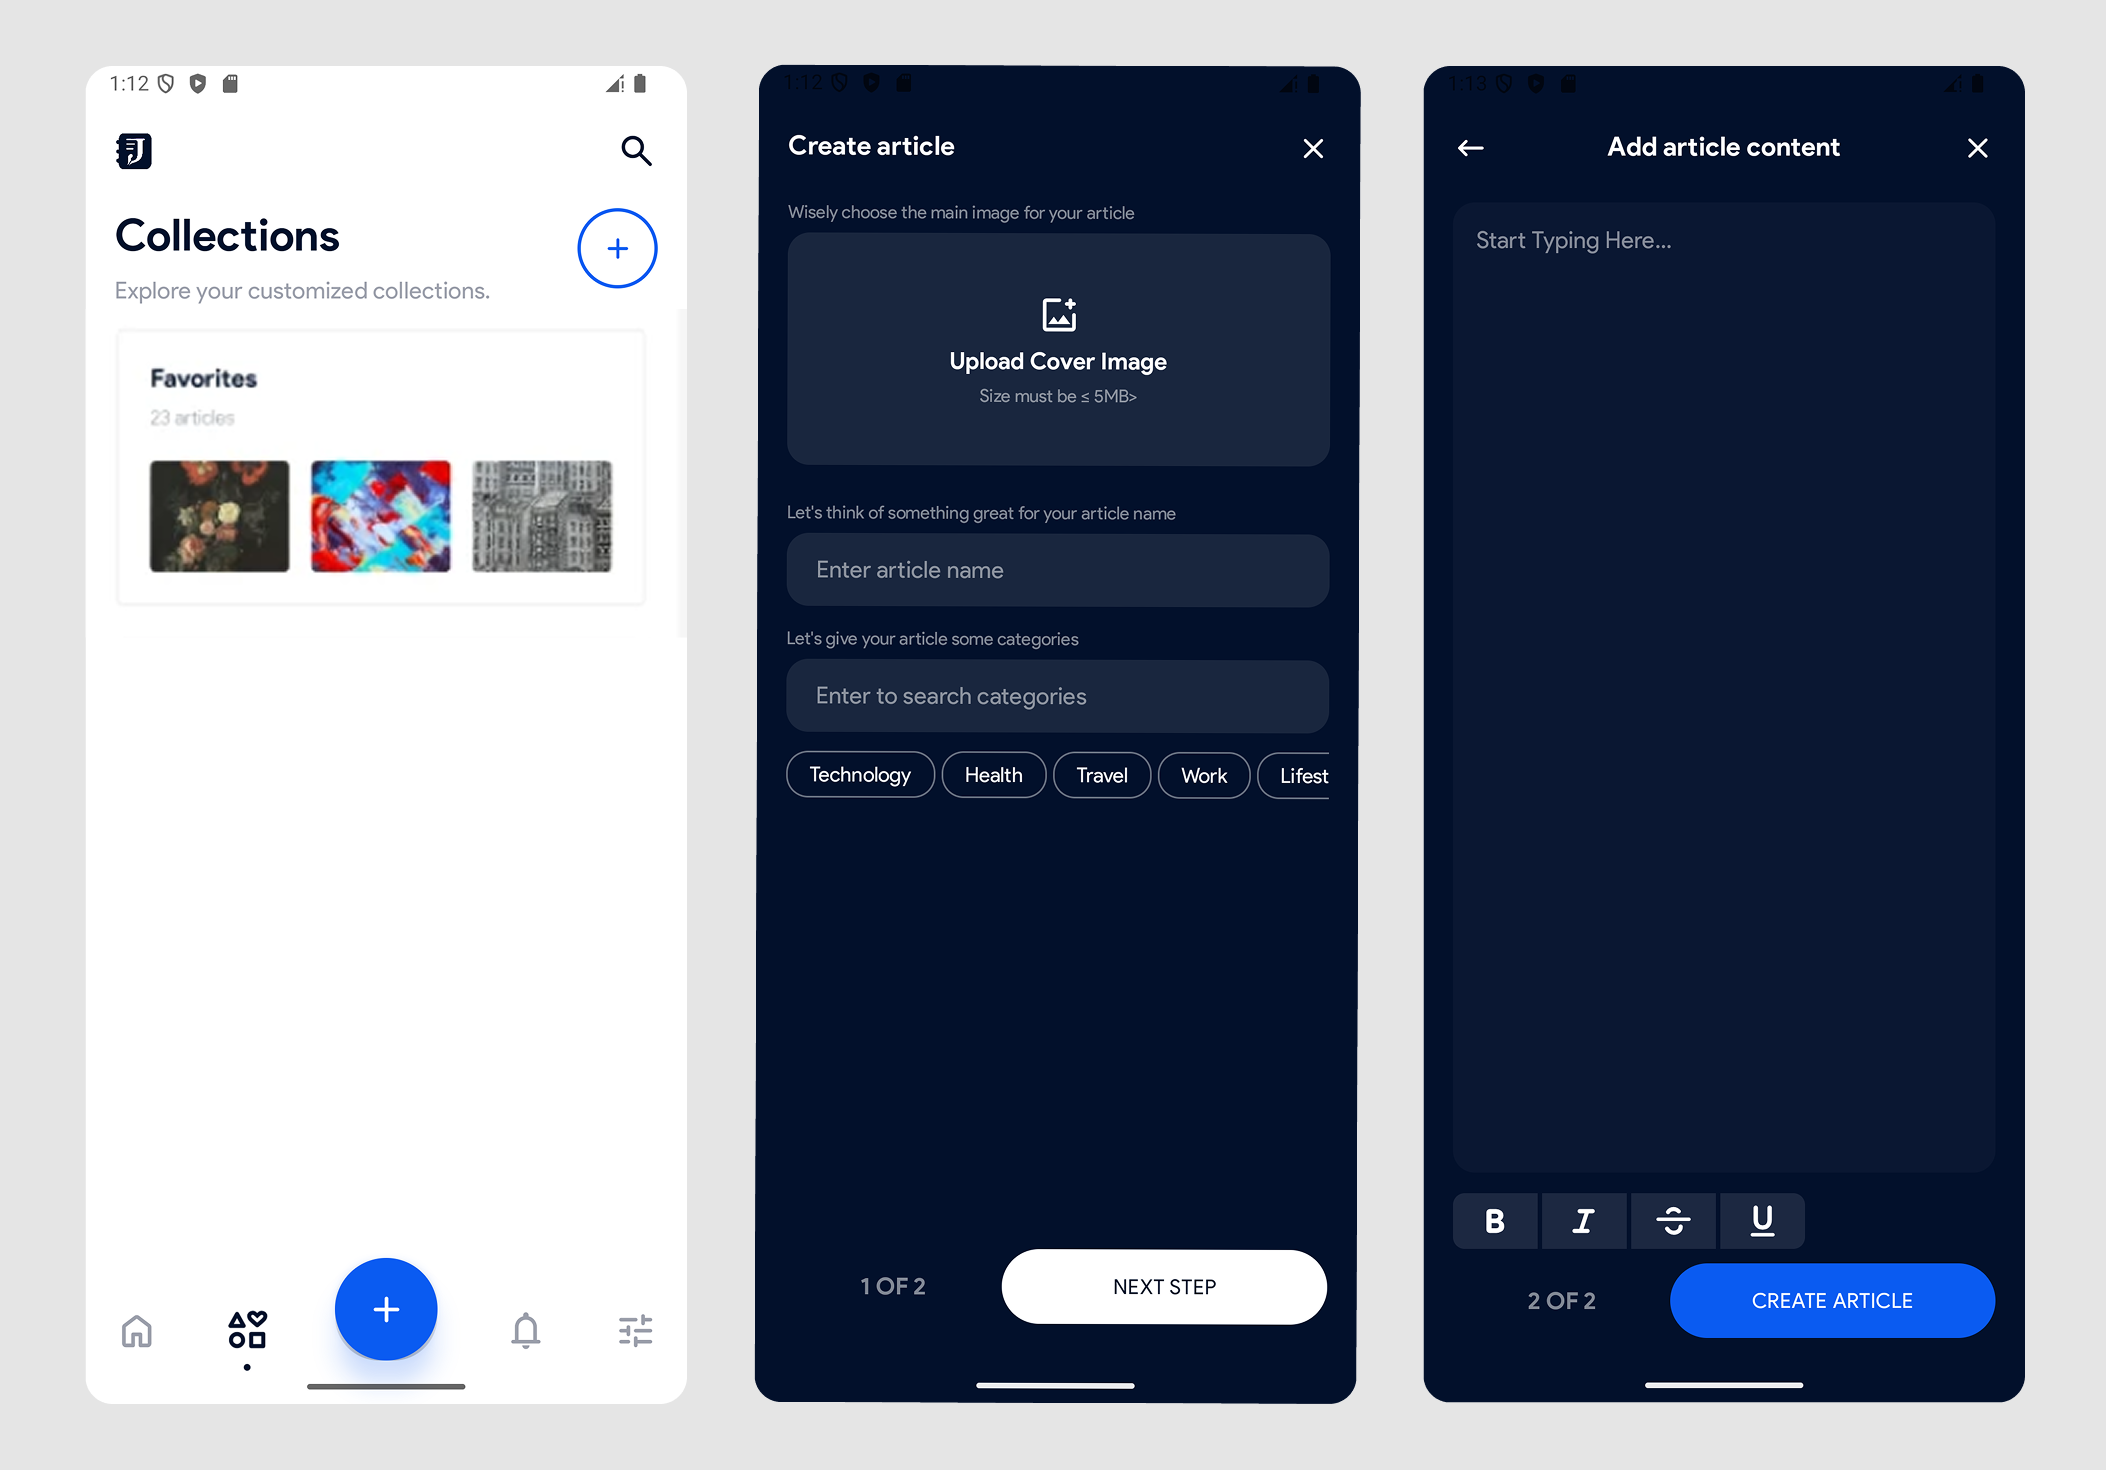 1:12
J
Collections
Explore your customized collections.
Favorites
23 articles
1:12
Create article
Wisely choose the main image for your article
Upload Cover Image
Size must be ≤ 5MB>
Let's think of something great for your article name
Enter article name
Let's give your article some categories
Enter to search categories
Technology Health Travel Work Lifest
1 OF 2 NEXT STEP
1:13
Add article content
Start Typing Here...
B I S U
2 OF 2 CREATE ARTICLE